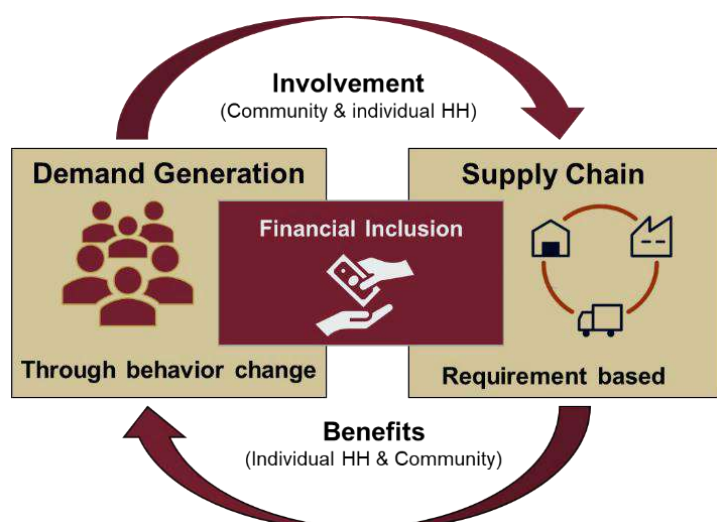 Involvement
(Community & individual HH)
Demand Generation
Supply Chain
Financial Inclusion
Through behavior change
Requirement based
Benefits
(Individual HH & Community)